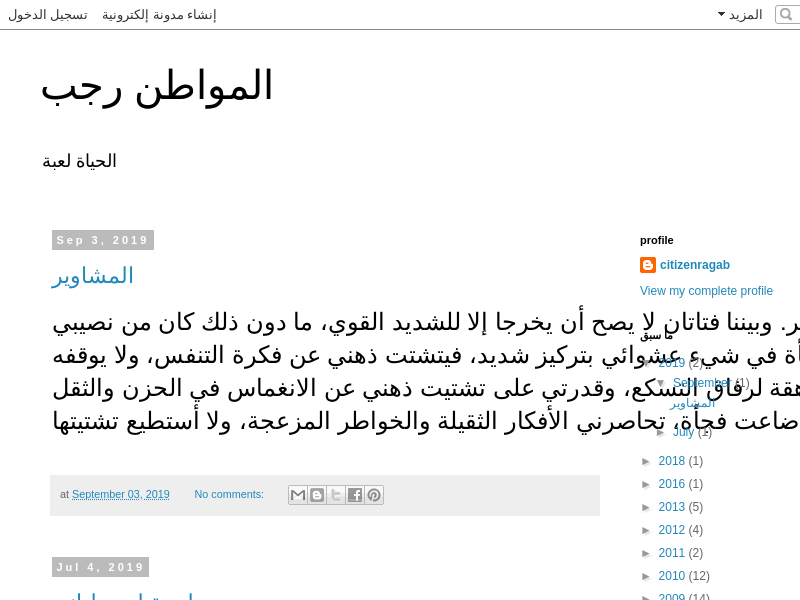 تسجيل الدخول
إنشاء مدونة إلكترونية
المزيد
المواطن رجب
الحياة لعبة
Sep 3, 2019
المشاوير
ر. وبيننا فتاتان لا يصح أن يخرجا إلا للشديد القوي، ما دون ذلك كان من نصيبي
أة في شيء عشوائي بتركيز شديد، فيتشتت ذهني عن فكرة التنفس، ولا يوقفه
هقة لرفاق التسكع، وقدرتي على تشتيت ذهني عن الانغماس في الحزن والثقل
ضاعت فجأة، تحاصرني الأفكار الثقيلة والخواطر المزعجة، ولا أستطيع تشتيتها
at September 03, 2019
No comments:
Jul 4, 2019
profile
citizenragab
View my complete profile
ما سبق
▼ 2019 (2)
▼ September (1)
المشاوير
► July (1)
► 2018 (1)
► 2016 (1)
► 2013 (5)
► 2012 (4)
► 2011 (2)
► 2010 (12)
► 2009 (14)